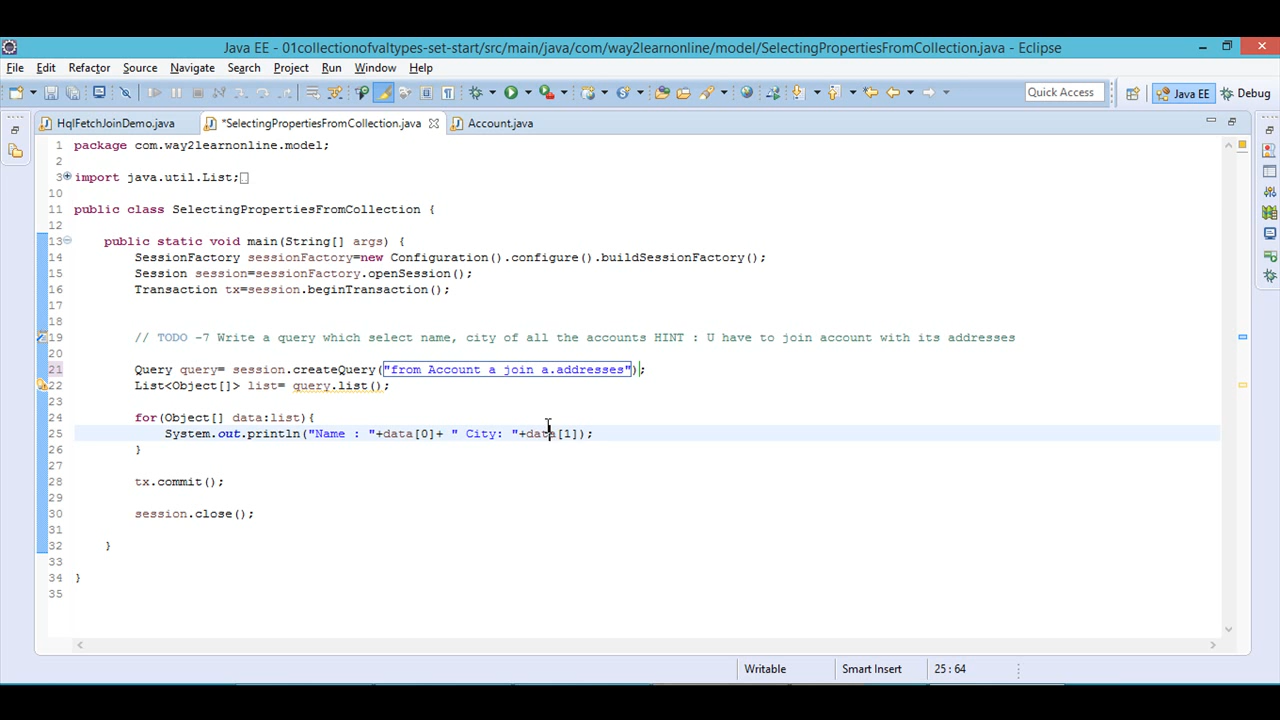 Java EE - 01collectionofvaltypes-set-start/src/main/java/com/way2learnonline/model/SelectingPropertiesFromCollection.java - Eclipse
File Edit Refactor Source Navigate Search Project Run Window Help
Quick Access Java EE Debug
HqlFetchJoinDemo.java *SelectingPropertiesFromCollection.java Account.java
1 package com.way2learnonline.model;
2
3 import java.util.List;
10
11 public class SelectingPropertiesFromCollection {
12
13 public static void main(String[] args) {
14 SessionFactory sessionFactory=new Configuration().configure().buildSessionFactory();
15 Session session=sessionFactory.openSession();
16 Transaction tx=session.beginTransaction();
17
18
19 // TODO -7 Write a query which select name, city of all the accounts HINT : U have to join account with its addresses
20
21 Query query= session.createQuery("from Account a join a.addresses");
22 List<Object[]> list= query.list();
23
24 for(Object[] data:list){
25 System.out.println("Name : "+data[0]+ " City: "+data[1]);
26 }
27
28 tx.commit();
29
30 session.close();
31
32 }
33
34 }
35
Writable Smart Insert 25 : 64